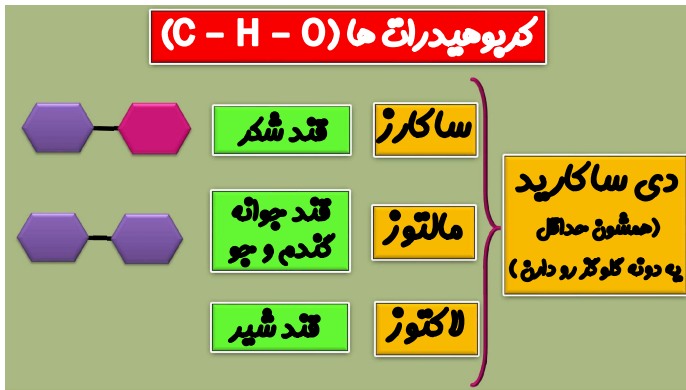 کربوهیدرات ها (C – H – O)
دی ساکارید
(همشون حداقل
یه دونه گلوکز رو دارن)
ساکارز
قند شکر
مالتوز
قند جوانه
گندم و جو
لاکتوز
قند شیر